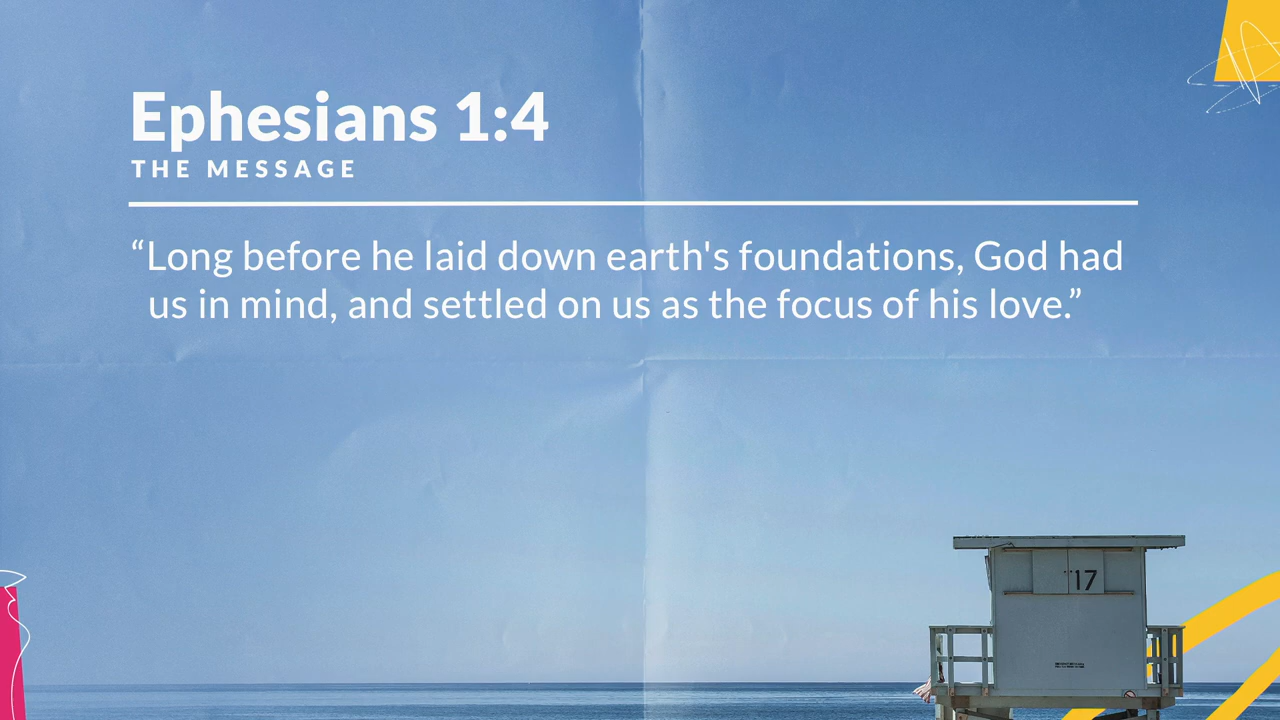 Ephesians 1:4
THE MESSAGE
“Long before he laid down earth's foundations, God had
us in mind, and settled on us as the focus of his love.”
17